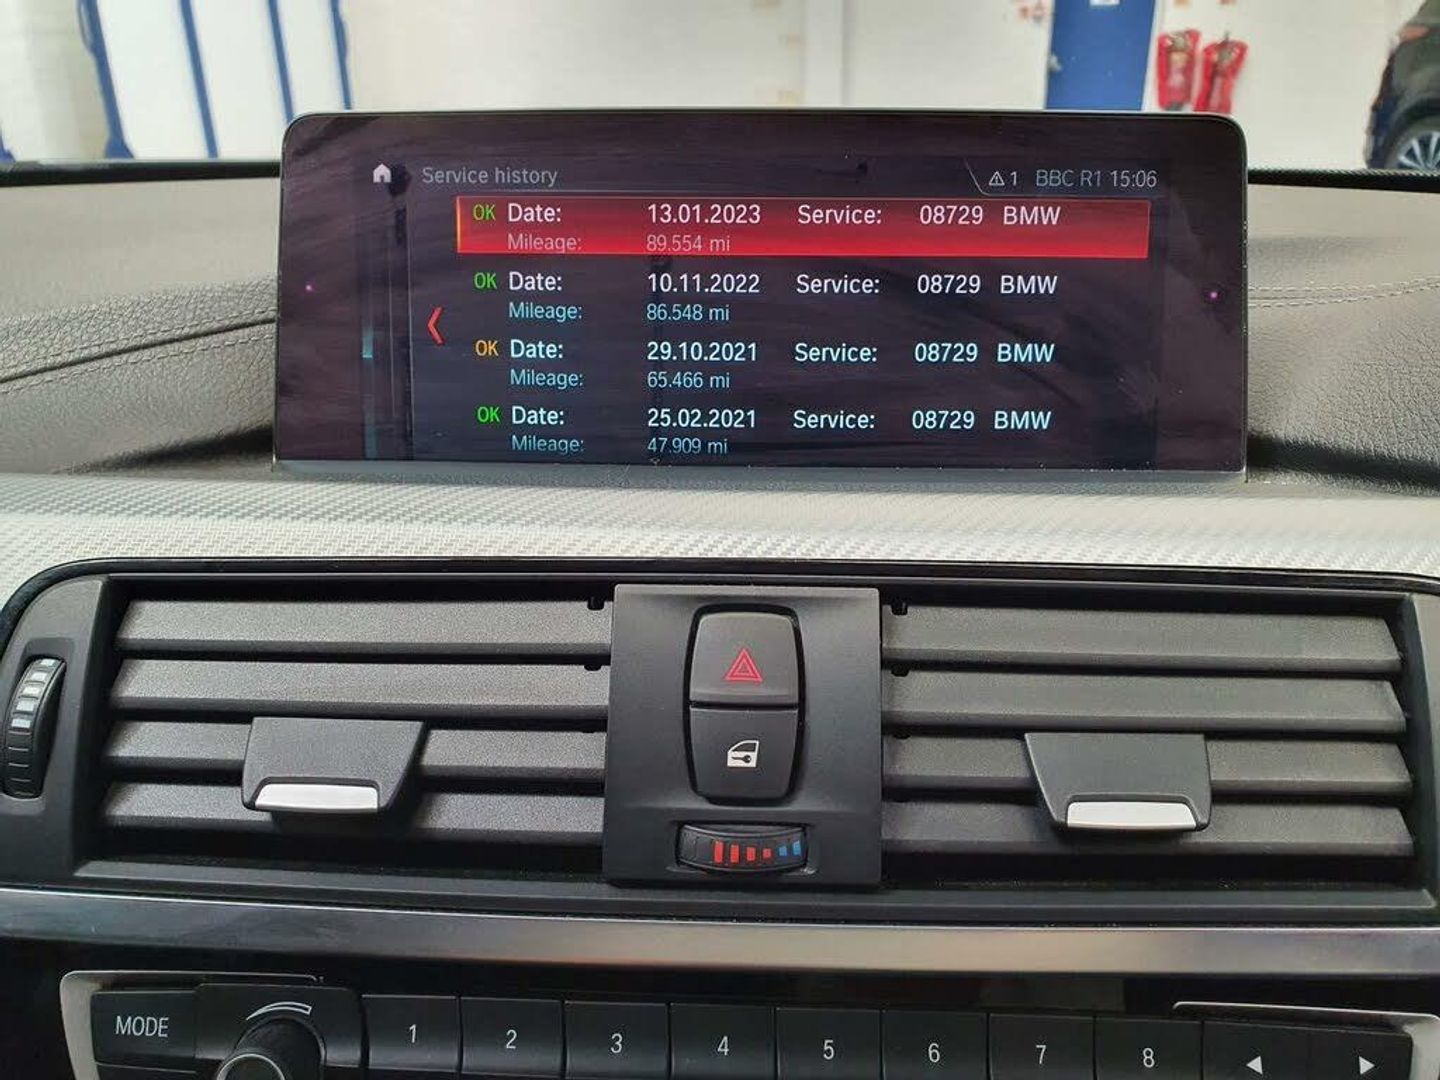 Service history 1 BBC R1 15:06
OK Date: 13.01.2023 Service: 08729 BMW
Mileage: 89.554 mi
OK Date: 10.11.2022 Service: 08729 BMW
Mileage: 86.548 mi
OK Date: 29.10.2021 Service: 08729 BMW
Mileage: 65.466 mi
OK Date: 25.02.2021 Service: 08729 BMW
Mileage: 47.909 mi
MODE 1 2 3 4 5 6 7 8